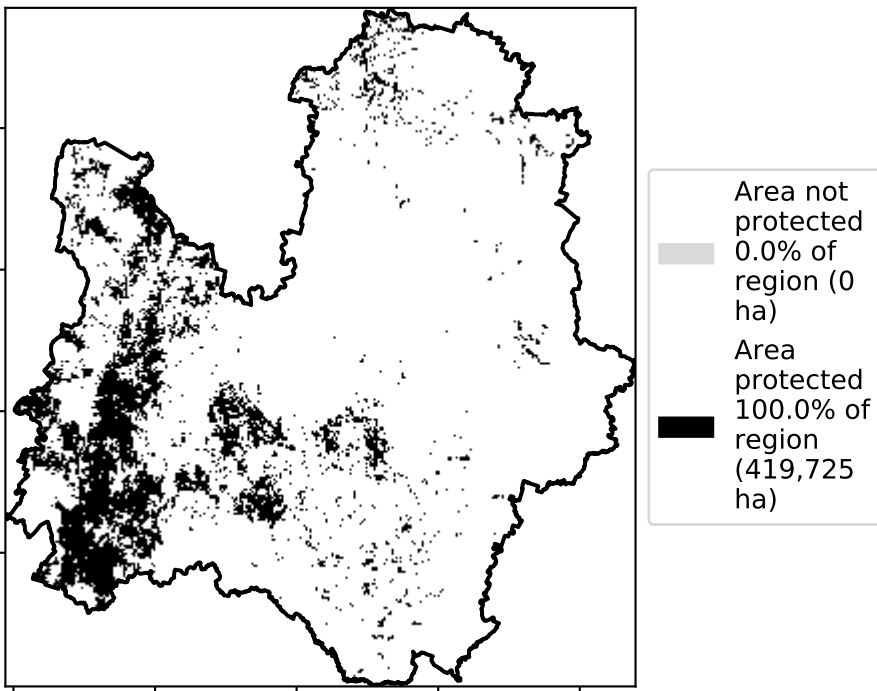 Area not
protected
0.0% of
region (0
ha)
Area
protected
100.0% of
region
(419,725
ha)